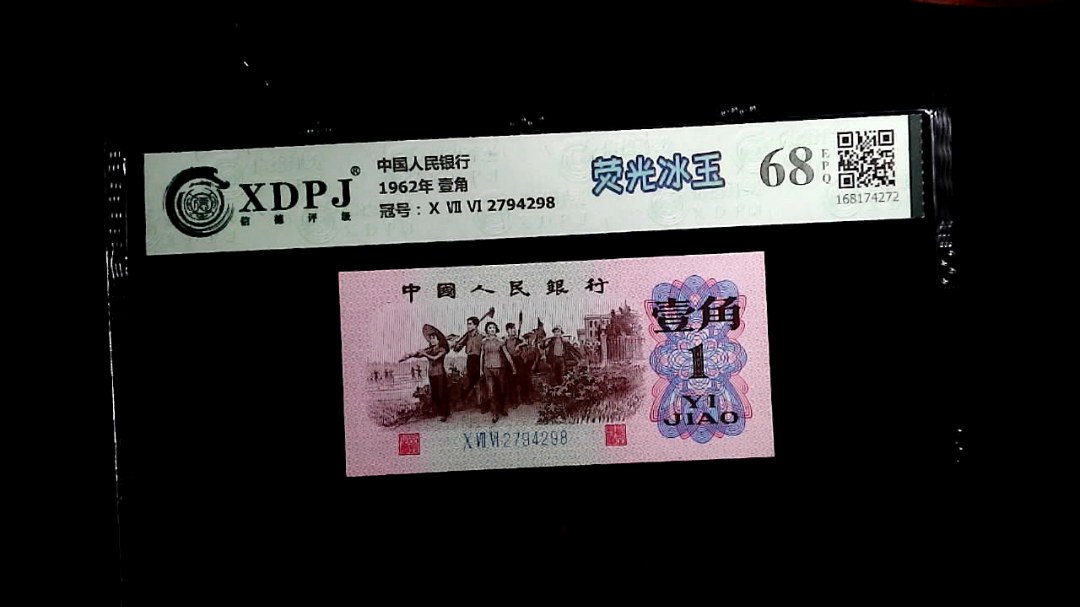 XDPJ®
信德评级
中国人民银行
1962年 壹角
冠号：X Ⅶ Ⅵ 2794298
荧光冰玉
68
EPQ
168174272
中國人民銀行
壹角
1
YI
JIAO
X Ⅶ Ⅵ 2794298